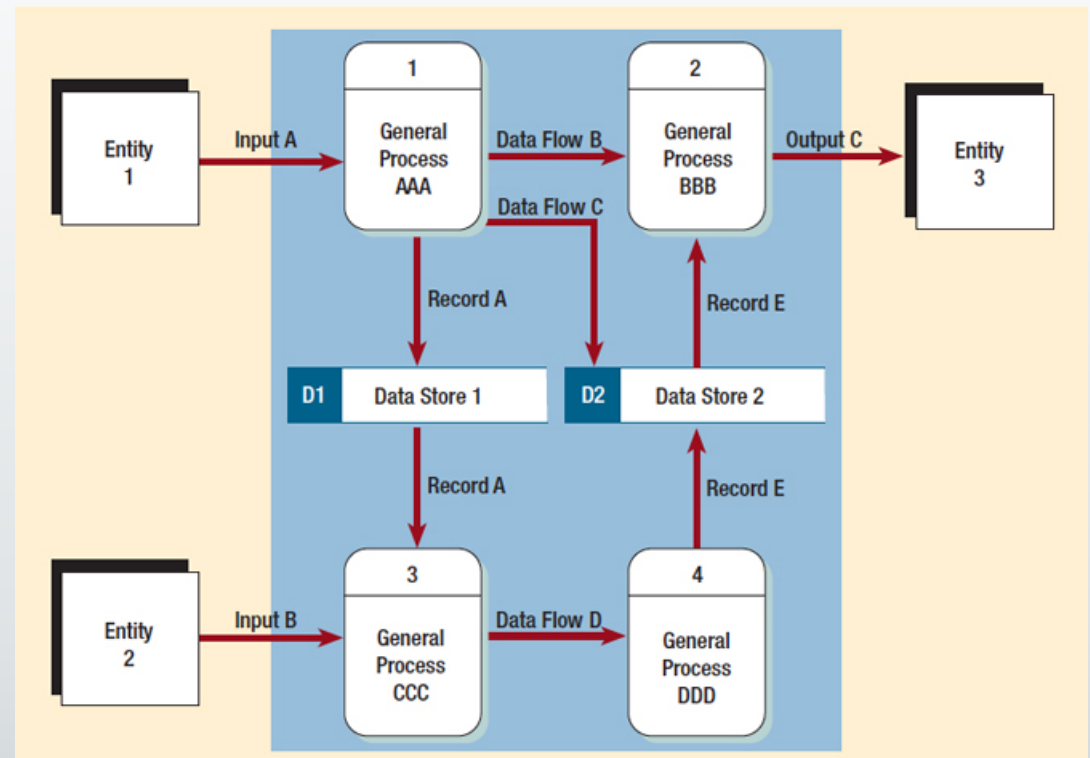 1
General
Process
AAA
2
General
Process
BBB
Entity
1
Input A
Data Flow B
Output C
Entity
3
Data Flow C
Record A
Record E
D1
Data Store 1
D2
Data Store 2
Record A
Record E
Entity
2
Input B
3
General
Process
CCC
Data Flow D
4
General
Process
DDD